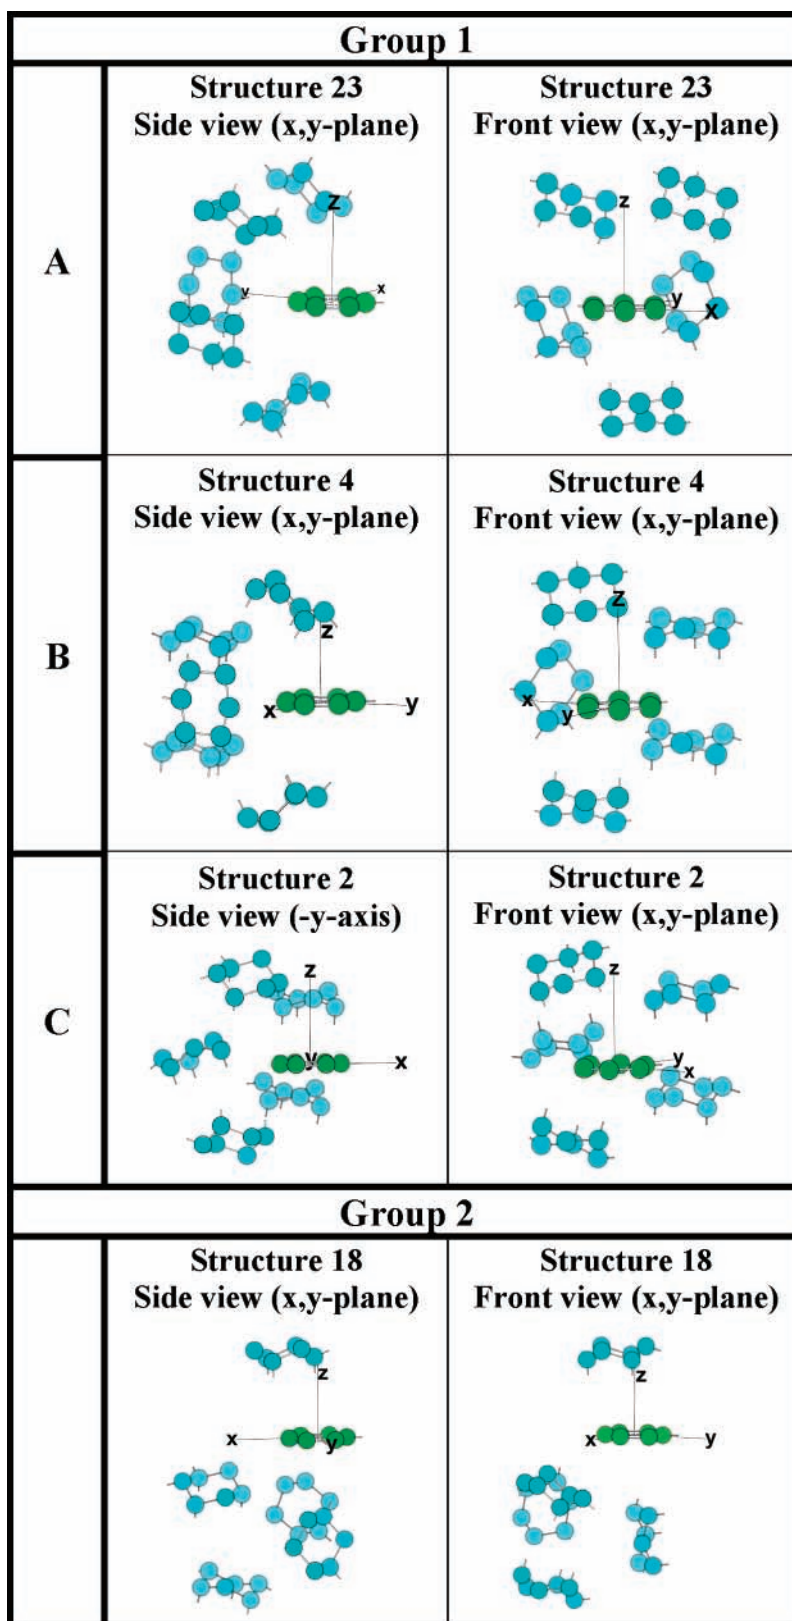 Group 1
A
Structure 23
Side view (x,y-plane)
Z
y
x
Structure 23
Front view (x,y-plane)
z
y
X
B
Structure 4
Side view (x,y-plane)
z
x
y
Structure 4
Front view (x,y-plane)
Z
x
y
C
Structure 2
Side view (-y-axis)
z
y
x
Structure 2
Front view (x,y-plane)
z
y
x
Group 2
Structure 18
Side view (x,y-plane)
z
x
y
Structure 18
Front view (x,y-plane)
z
x
y